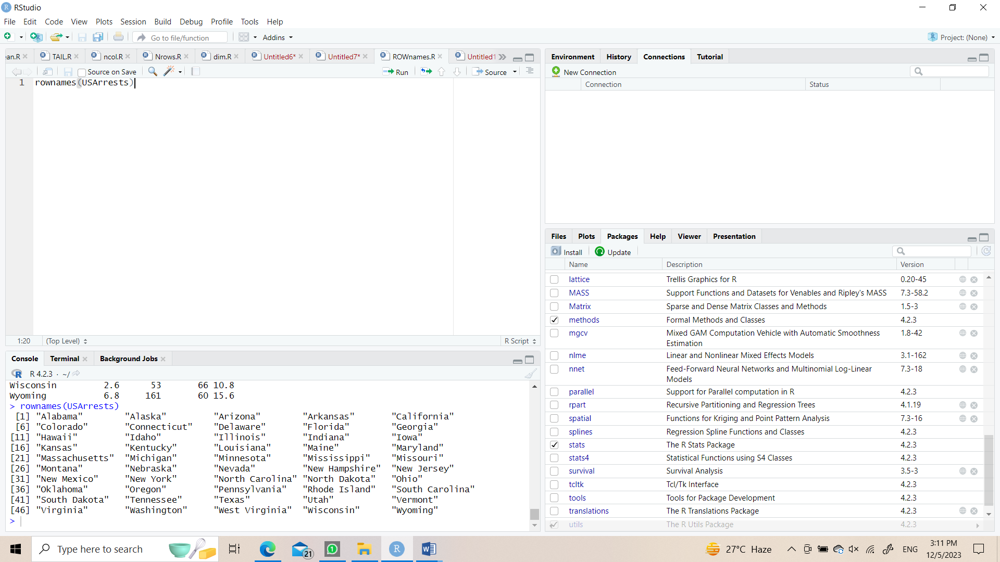 RStudio
File Edit Code View Plots Session Build Debug Profile Tools Help
Go to file/function Addins Project: (None)
ean.R TAIL.R ncol.R Nrows.R dim.R Untitled6* Untitled7* ROWnames.R Untitled1
Source on Save Run Source
1 rownames(USArrests)
1:20 (Top Level) R Script
Console Terminal Background Jobs
R 4.2.3 · ~/
Wisconsin 2.6 53 66 10.8
Wyoming 6.8 161 60 15.6
> rownames(USArrests)
[1] "Alabama" "Alaska" "Arizona" "Arkansas" "California"
[6] "Colorado" "Connecticut" "Delaware" "Florida" "Georgia"
[11] "Hawaii" "Idaho" "Illinois" "Indiana" "Iowa"
[16] "Kansas" "Kentucky" "Louisiana" "Maine" "Maryland"
[21] "Massachusetts" "Michigan" "Minnesota" "Mississippi" "Missouri"
[26] "Montana" "Nebraska" "Nevada" "New Hampshire" "New Jersey"
[31] "New Mexico" "New York" "North Carolina" "North Dakota" "Ohio"
[36] "Oklahoma" "Oregon" "Pennsylvania" "Rhode Island" "South Carolina"
[41] "South Dakota" "Tennessee" "Texas" "Utah" "Vermont"
[46] "Virginia" "Washington" "West Virginia" "Wisconsin" "Wyoming"
>
Environment History Connections Tutorial
New Connection
Connection Status
Files Plots Packages Help Viewer Presentation
Install Update
Name Description Version
lattice Trellis Graphics for R 0.20-45
MASS Support Functions and Datasets for Venables and Ripley's MASS 7.3-58.2
Matrix Sparse and Dense Matrix Classes and Methods 1.5-3
methods Formal Methods and Classes 4.2.3
mgcv Mixed GAM Computation Vehicle with Automatic Smoothness 1.8-42
Estimation
nlme Linear and Nonlinear Mixed Effects Models 3.1-162
nnet Feed-Forward Neural Networks and Multinomial Log-Linear 7.3-18
Models
parallel Support for Parallel computation in R 4.2.3
rpart Recursive Partitioning and Regression Trees 4.1.19
spatial Functions for Kriging and Point Pattern Analysis 7.3-16
splines Regression Spline Functions and Classes 4.2.3
stats The R Stats Package 4.2.3
stats4 Statistical Functions using S4 Classes 4.2.3
survival Survival Analysis 3.5-3
tcltk Tcl/Tk Interface 4.2.3
tools Tools for Package Development 4.2.3
translations The R Translations Package 4.2.3
utils The R Utils Package 4.2.3
Type here to search 21 1 R W 27°C Haze ENG 3:11 PM
12/5/2023